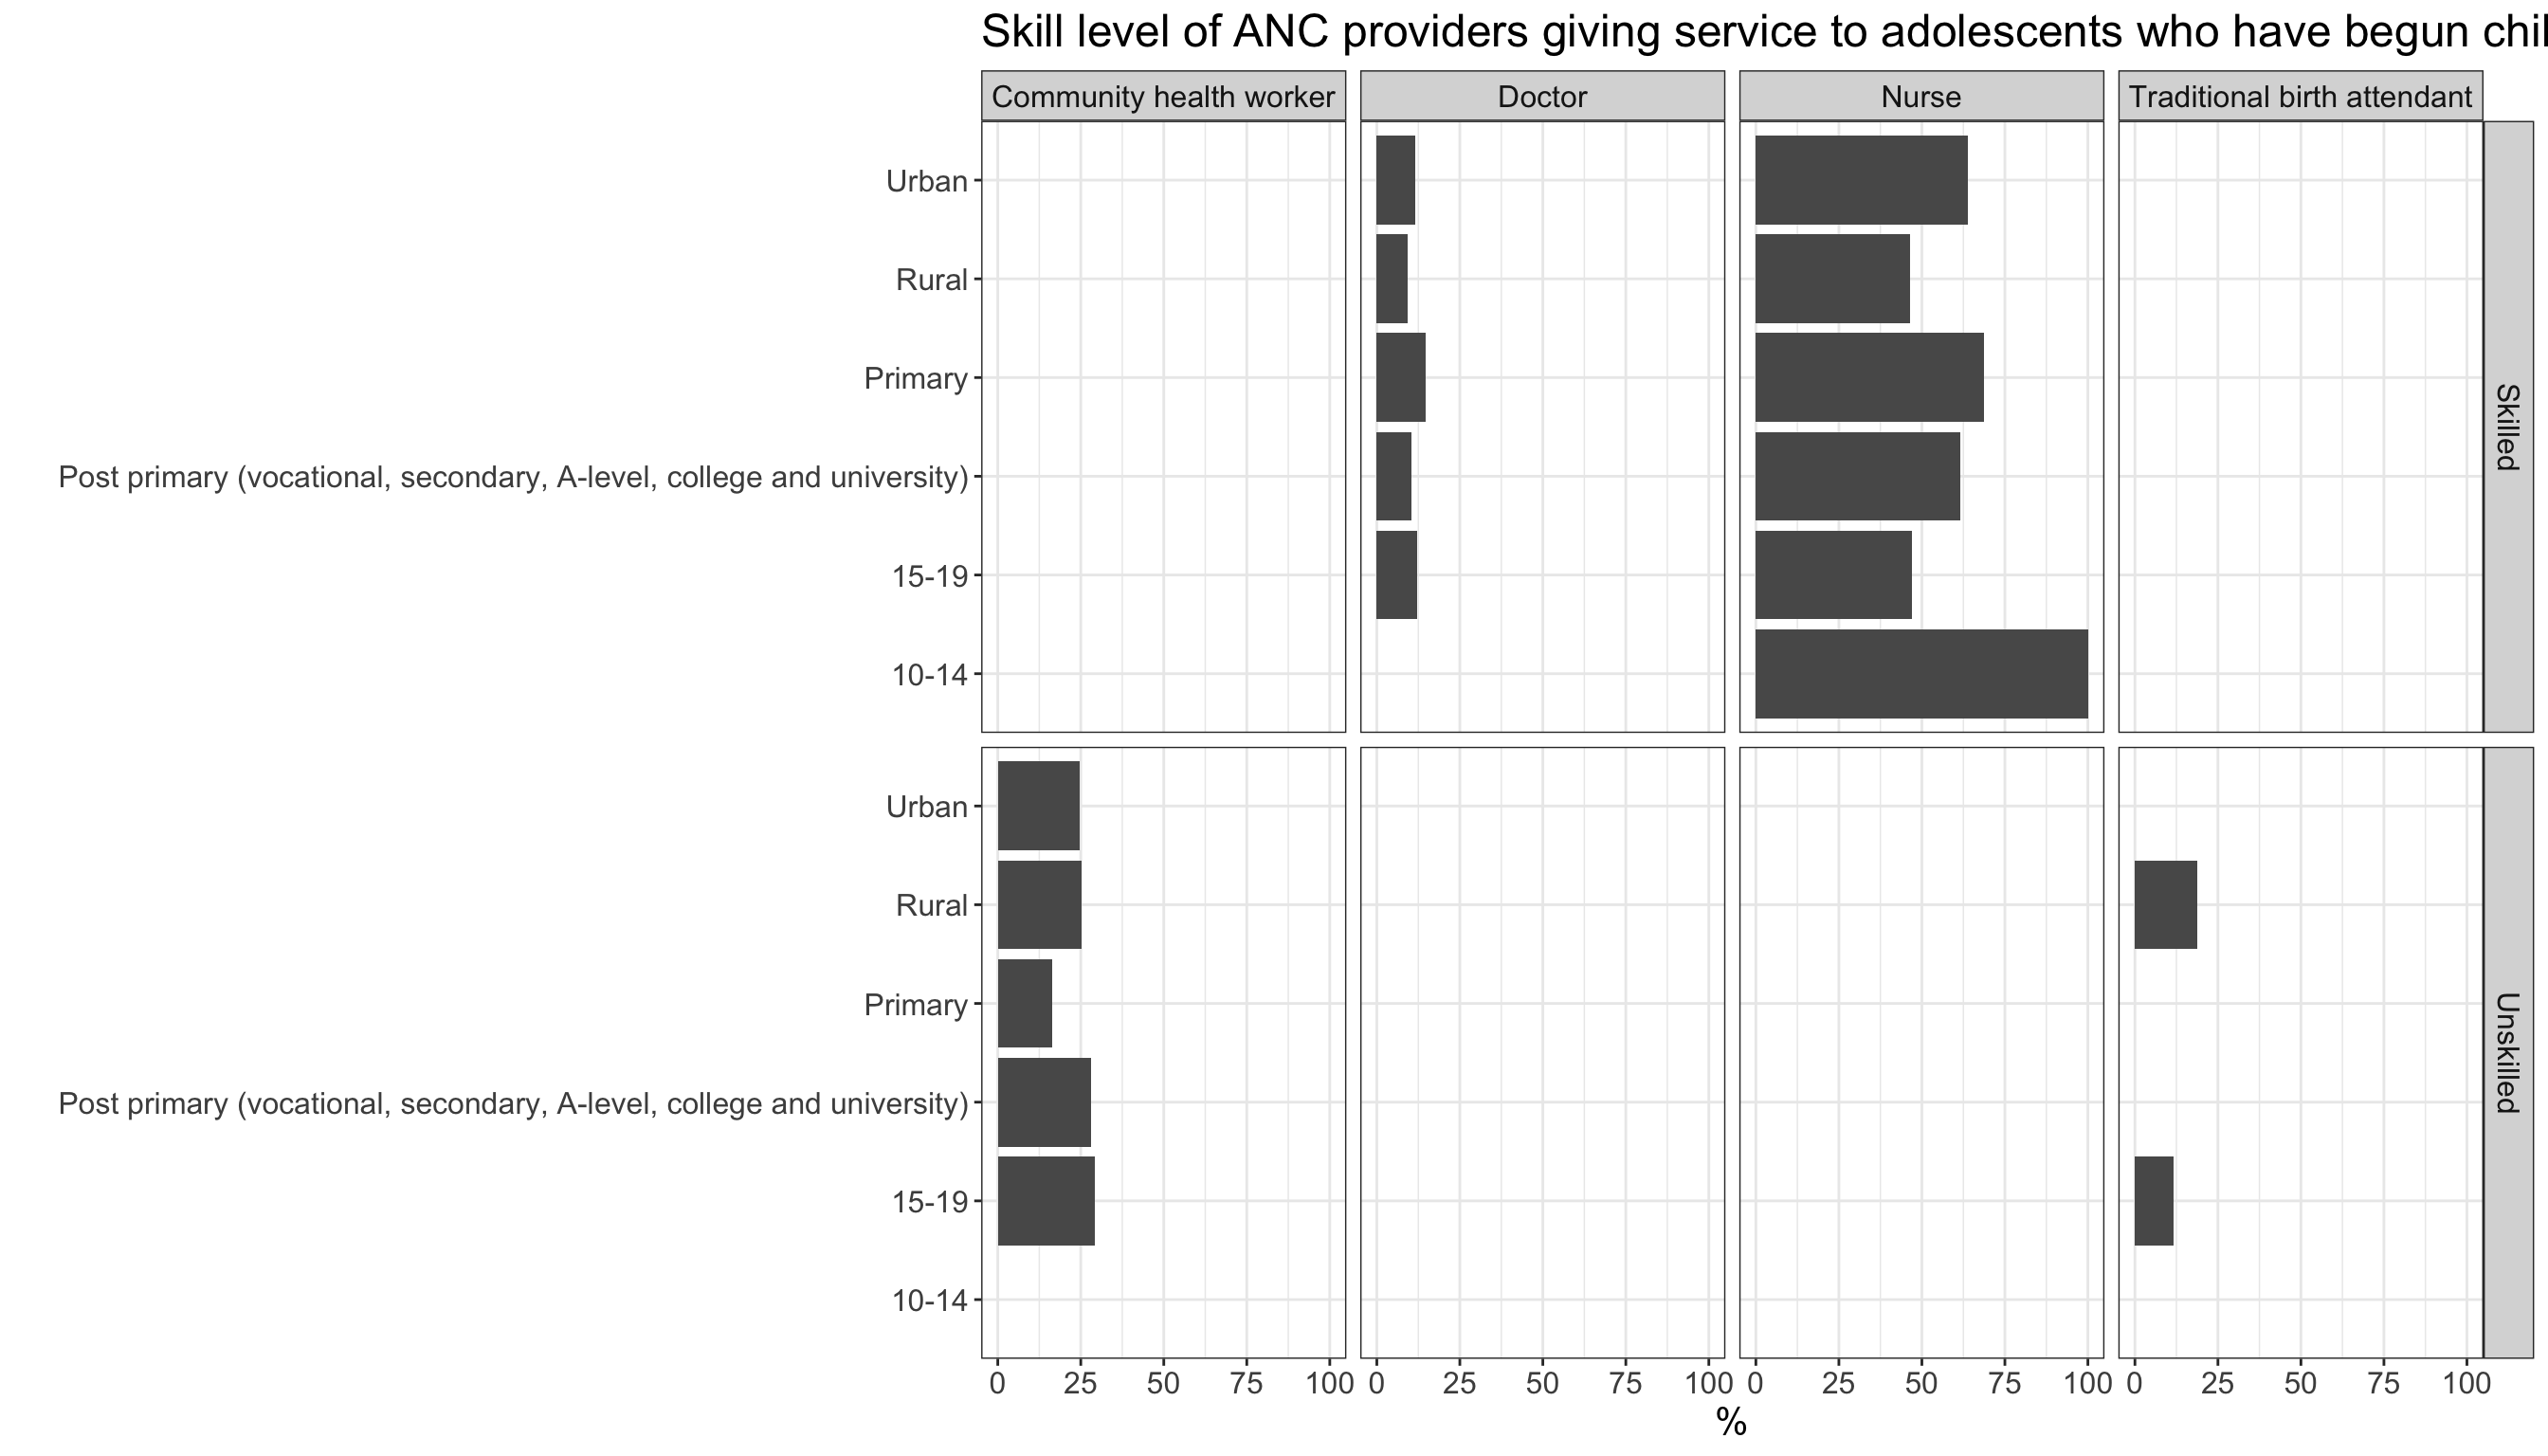 Skill level of ANC providers giving service to adolescents who have begun chil
Community health worker
Doctor
Nurse
Traditional birth attendant
Urban
Rural
Primary
Post primary (vocational, secondary, A-level, college and university)
15-19
10-14
Skilled
Urban
Rural
Primary
Post primary (vocational, secondary, A-level, college and university)
15-19
10-14
Unskilled
0 25 50 75 100 0 25 50 75 100 0 25 50 75 100 0 25 50 75 100
%